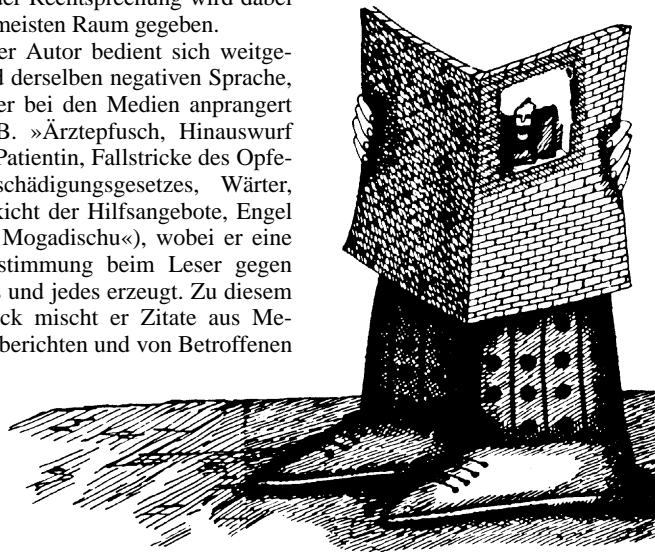 der Rechtsprechung wird dabei
meisten Raum gegeben.
er Autor bedient sich weitge-
d derselben negativen Sprache,
er bei den Medien anprangert
B. »Ärztepfusch, Hinauswurf
Patientin, Fallstricke des Opfe-
schädigungsgesetzes, Wärter,
kicht der Hilfsangebote, Engel
Mogadischu«), wobei er eine
stimmung beim Leser gegen
s und jedes erzeugt. Zu diesem
ck mischt er Zitate aus Me-
berichten und von Betroffenen